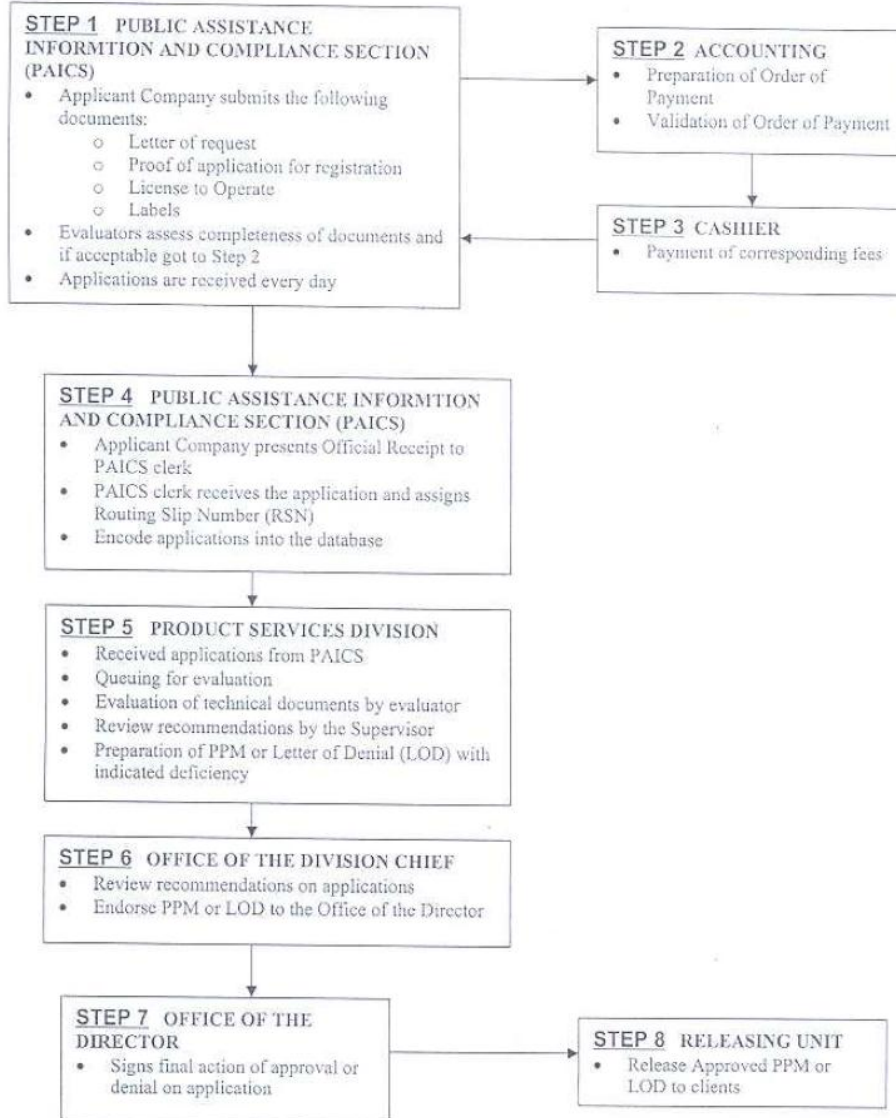 STEP 1 PUBLIC ASSISTANCE
INFORMTION AND COMPLIANCE SECTION
(PAICS)
• Applicant Company submits the following
documents:
o Letter of request
o Proof of application for registration
o License to Operate
o Labels
• Evaluators assess completeness of documents and
if acceptable got to Step 2
• Applications are received every day
STEP 2 ACCOUNTING
• Preparation of Order of
Payment
• Validation of Order of Payment
STEP 3 CASHIER
• Payment of corresponding fees
STEP 4 PUBLIC ASSISTANCE INFORMTION
AND COMPLIANCE SECTION (PAICS)
• Applicant Company presents Official Receipt to
PAICS clerk
• PAICS clerk receives the application and assigns
Routing Slip Number (RSN)
• Encode applications into the database
STEP 5 PRODUCT SERVICES DIVISION
• Received applications from PAICS
• Queuing for evaluation
• Evaluation of technical documents by evaluator
• Review recommendations by the Supervisor
• Preparation of PPM or Letter of Denial (LOD) with
indicated deficiency
STEP 6 OFFICE OF THE DIVISION CHIEF
• Review recommendations on applications
• Endorse PPM or LOD to the Office of the Director
STEP 7 OFFICE OF THE
DIRECTOR
• Signs final action of approval or
denial on application
STEP 8 RELEASING UNIT
• Release Approved PPM or
LOD to clients